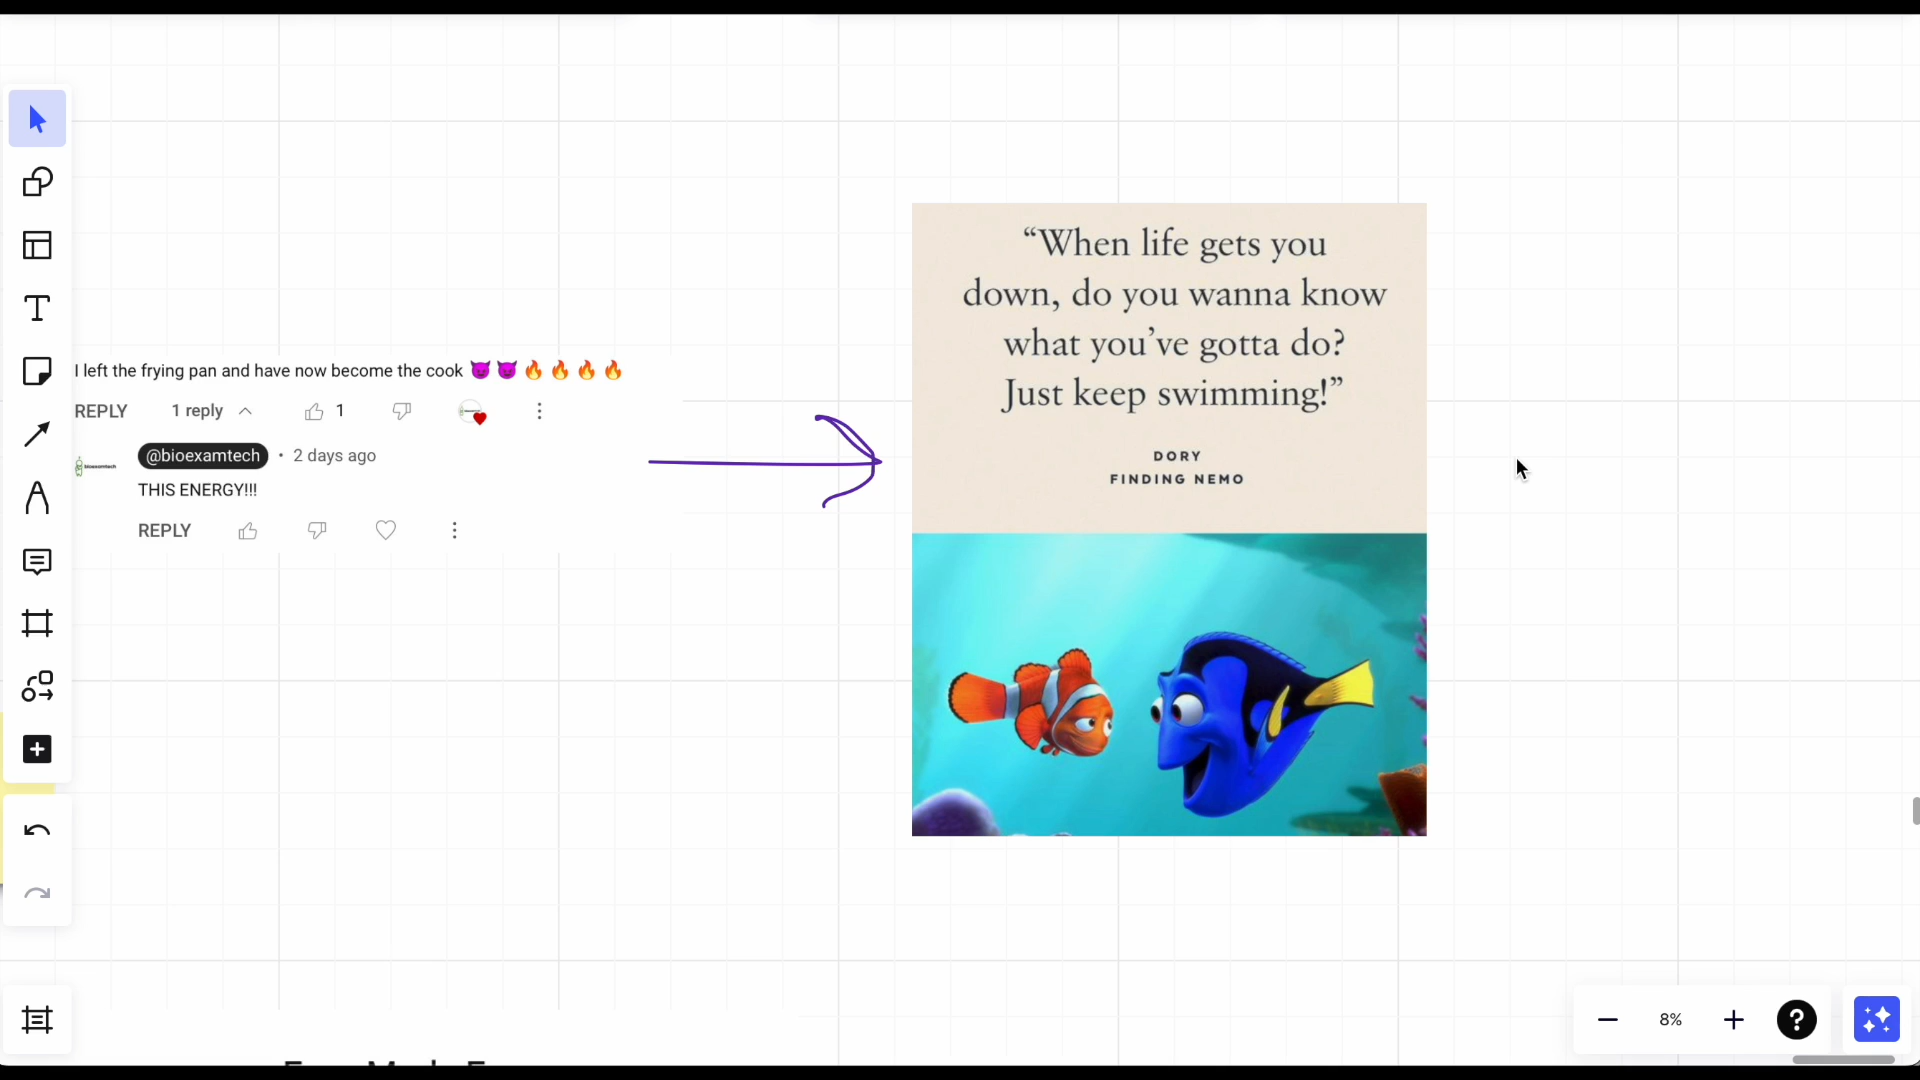 I left the frying pan and have now become the cook 😈 😈 🔥 🔥 🔥 🔥
REPLY 1 reply 1
@bioexamtech • 2 days ago
bioexamtech
THIS ENERGY!!!
REPLY
“When life gets you
down, do you wanna know
what you’ve gotta do?
Just keep swimming!”
DORY
FINDING NEMO
8%